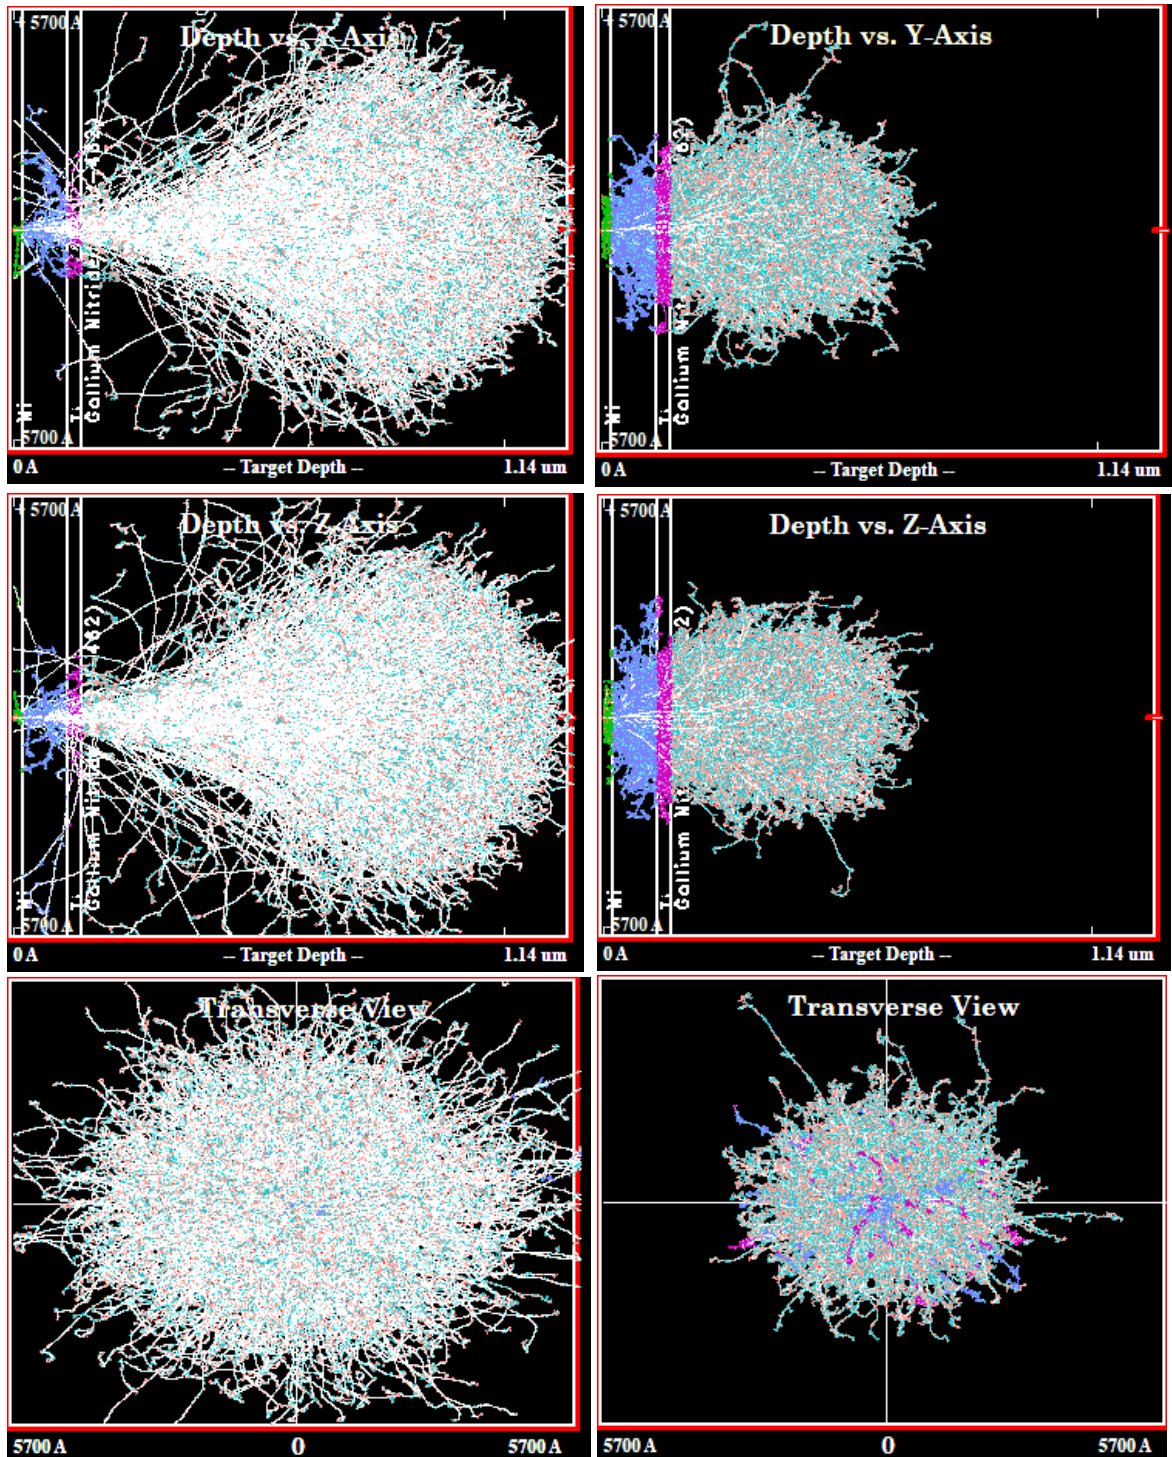 + 5700 A
Depth vs. X-Axis
Ni
Ti
Gallium Nitrid
5700 A
0 A
-- Target Depth --
1.14 um
+ 5700 A
Depth vs. Y-Axis
Ni
Ti
Gallium
5700 A
0 A
-- Target Depth --
1.14 um
+ 5700 A
Depth vs. Z-Axis
Ni
Ti
Gallium
5700 A
0 A
-- Target Depth --
1.14 um
+ 5700 A
Depth vs. Z-Axis
Ni
Ti
Gallium
5700 A
0 A
-- Target Depth --
1.14 um
Transverse View
5700 A
0
5700 A
Transverse View
5700 A
0
5700 A